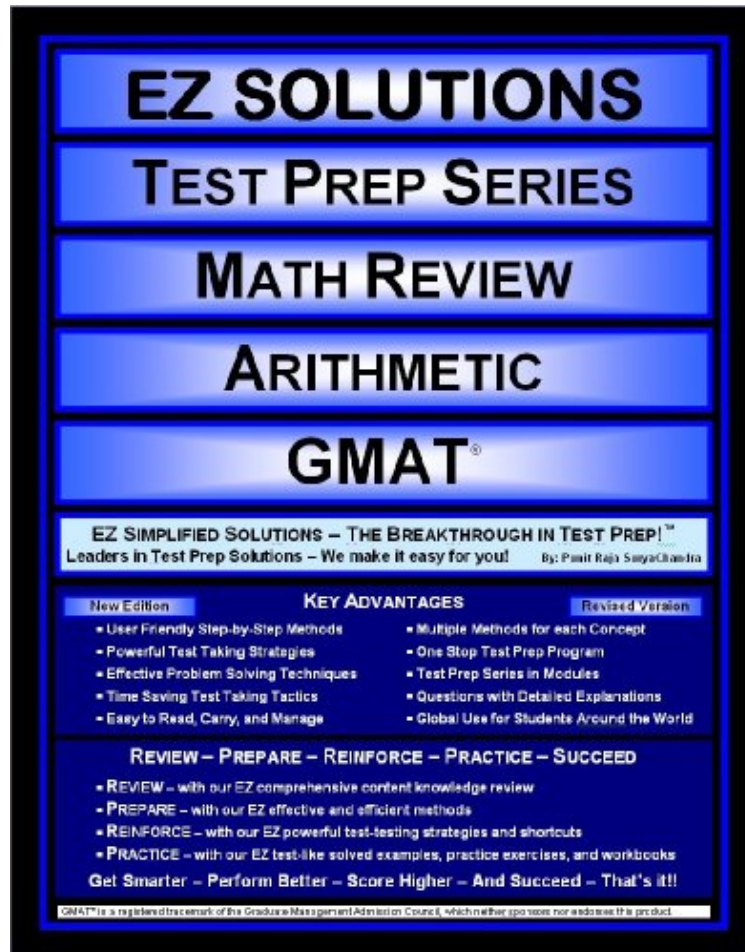 EZ SOLUTIONS
TEST PREP SERIES
MATH REVIEW
ARITHMETIC
GMAT®
EZ SIMPLIFIED SOLUTIONS – THE BREAKTHROUGH IN TEST PREP!™
Leaders in Test Prep Solutions – We make it easy for you! By: Punit Raja SuryaChandra
New Edition KEY ADVANTAGES Revised Version
▪ User Friendly Step-by-Step Methods ▪ Multiple Methods for each Concept
▪ Powerful Test Taking Strategies ▪ One Stop Test Prep Program
▪ Effective Problem Solving Techniques ▪ Test Prep Series in Modules
▪ Time Saving Test Taking Tactics ▪ Questions with Detailed Explanations
▪ Easy to Read, Carry, and Manage ▪ Global Use for Students Around the World
REVIEW – PREPARE – REINFORCE – PRACTICE – SUCCEED
▪ REVIEW – with our EZ comprehensive content knowledge review
▪ PREPARE – with our EZ effective and efficient methods
▪ REINFORCE – with our EZ powerful test-testing strategies and shortcuts
▪ PRACTICE – with our EZ test-like solved examples, practice exercises, and workbooks
Get Smarter – Perform Better – Score Higher – And Succeed – That's it!!
GMAT® is a registered trademark of the Graduate Management Admission Council, which neither sponsors nor endorses this product.